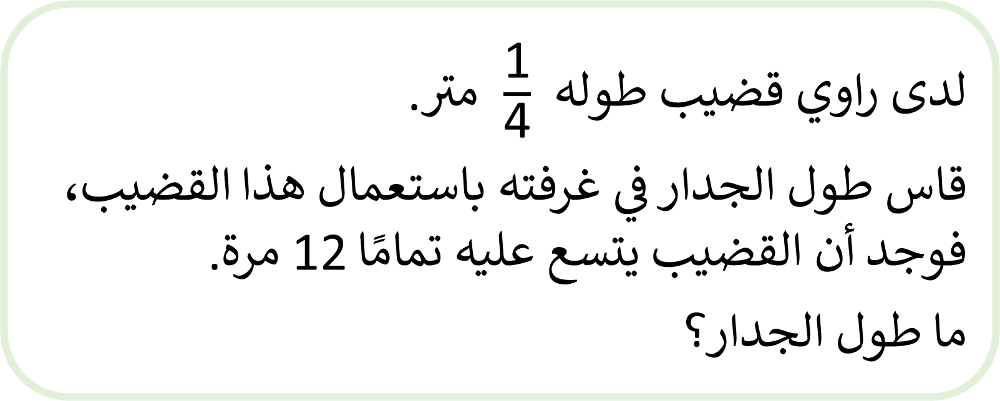 لدى راوي قضيب طوله 1/4 متر.
قاس طول الجدار في غرفته باستعمال هذا القضيب،
فوجد أن القضيب يتسع عليه تمامًا 12 مرة.
ما طول الجدار؟